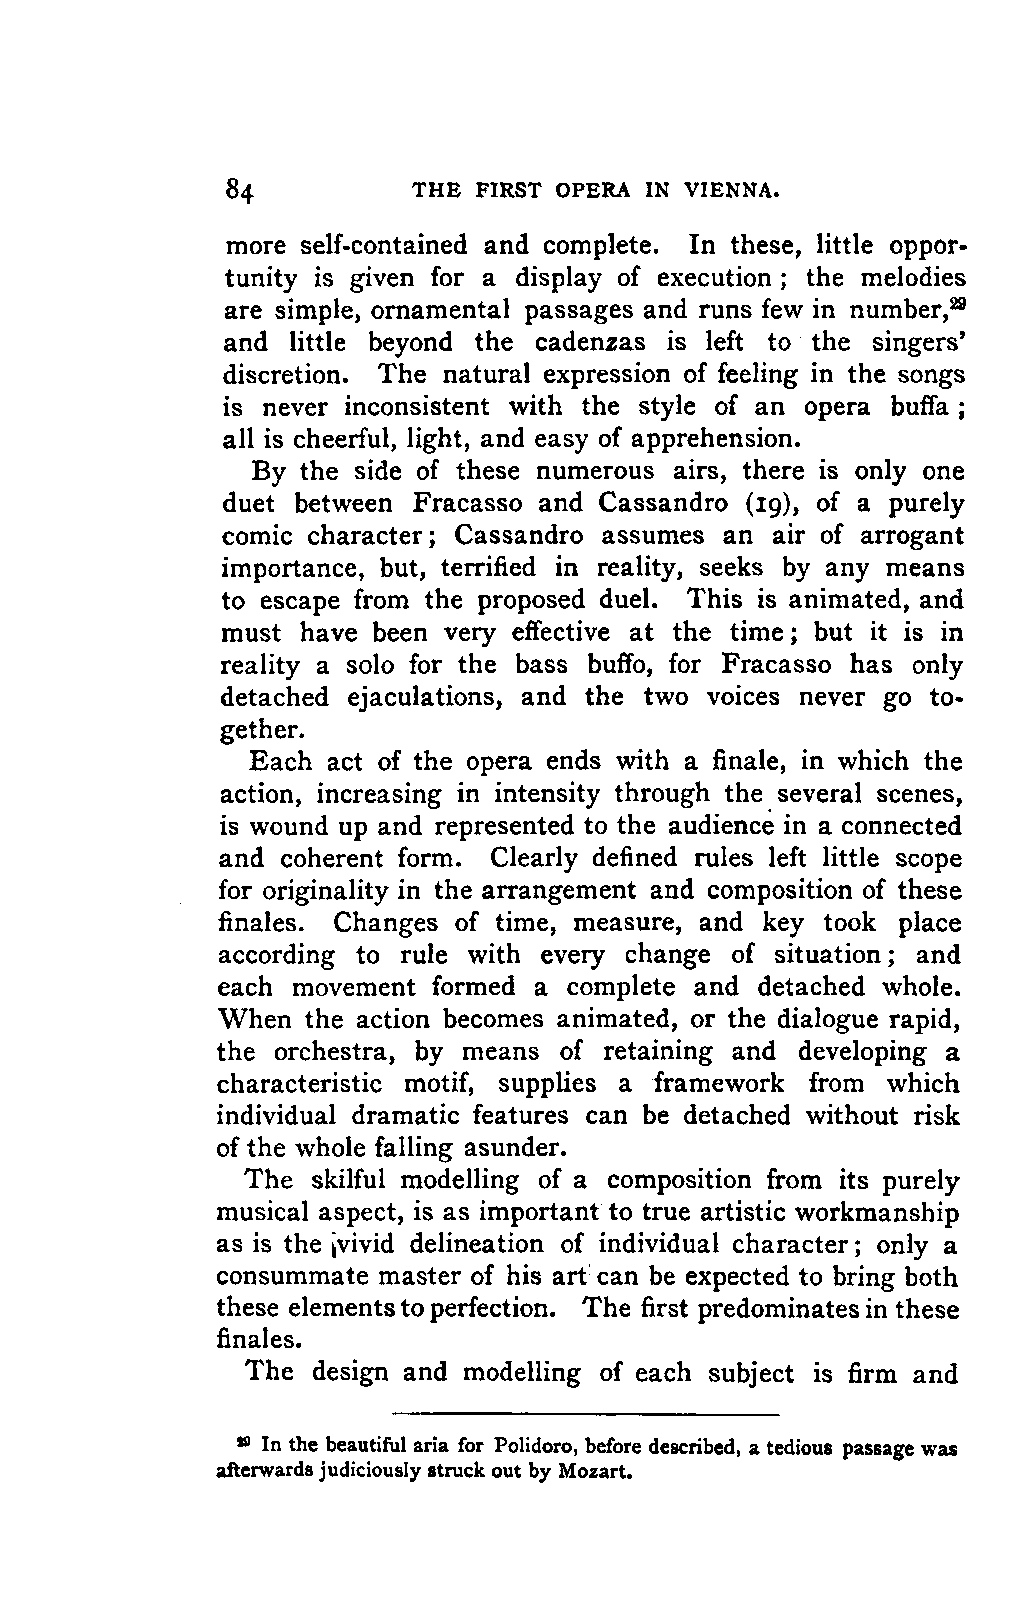 84 THE FIRST OPERA IN VIENNA.
more self-contained and complete. In these, little oppor-
tunity is given for a display of execution ; the melodies
are simple, ornamental passages and runs few in number,²⁹
and little beyond the cadenzas is left to the singers'
discretion. The natural expression of feeling in the songs
is never inconsistent with the style of an opera buffa ;
all is cheerful, light, and easy of apprehension.
By the side of these numerous airs, there is only one
duet between Fracasso and Cassandro (19), of a purely
comic character ; Cassandro assumes an air of arrogant
importance, but, terrified in reality, seeks by any means
to escape from the proposed duel. This is animated, and
must have been very effective at the time ; but it is in
reality a solo for the bass buffo, for Fracasso has only
detached ejaculations, and the two voices never go to-
gether.
Each act of the opera ends with a finale, in which the
action, increasing in intensity through the several scenes,
is wound up and represented to the audience in a connected
and coherent form. Clearly defined rules left little scope
for originality in the arrangement and composition of these
finales. Changes of time, measure, and key took place
according to rule with every change of situation ; and
each movement formed a complete and detached whole.
When the action becomes animated, or the dialogue rapid,
the orchestra, by means of retaining and developing a
characteristic motif, supplies a framework from which
individual dramatic features can be detached without risk
of the whole falling asunder.
The skilful modelling of a composition from its purely
musical aspect, is as important to true artistic workmanship
as is the vivid delineation of individual character ; only a
consummate master of his art can be expected to bring both
these elements to perfection. The first predominates in these
finales.
The design and modelling of each subject is firm and
²⁹ In the beautiful aria for Polidoro, before described, a tedious passage was
afterwards judiciously struck out by Mozart.